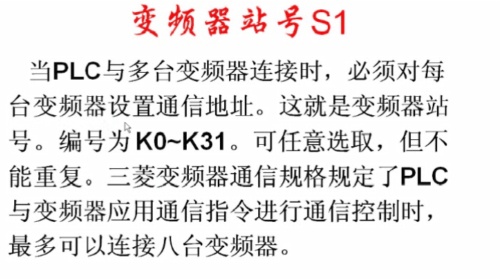 变频器站号S1
当PLC与多台变频器连接时，必须对每
台变频器设置通信地址。这就是变频器站
号。编号为K0~K31。可任意选取，但不
能重复。三菱变频器通信规格规定了PLC
与变频器应用通信指令进行通信控制时，
最多可以连接八台变频器。